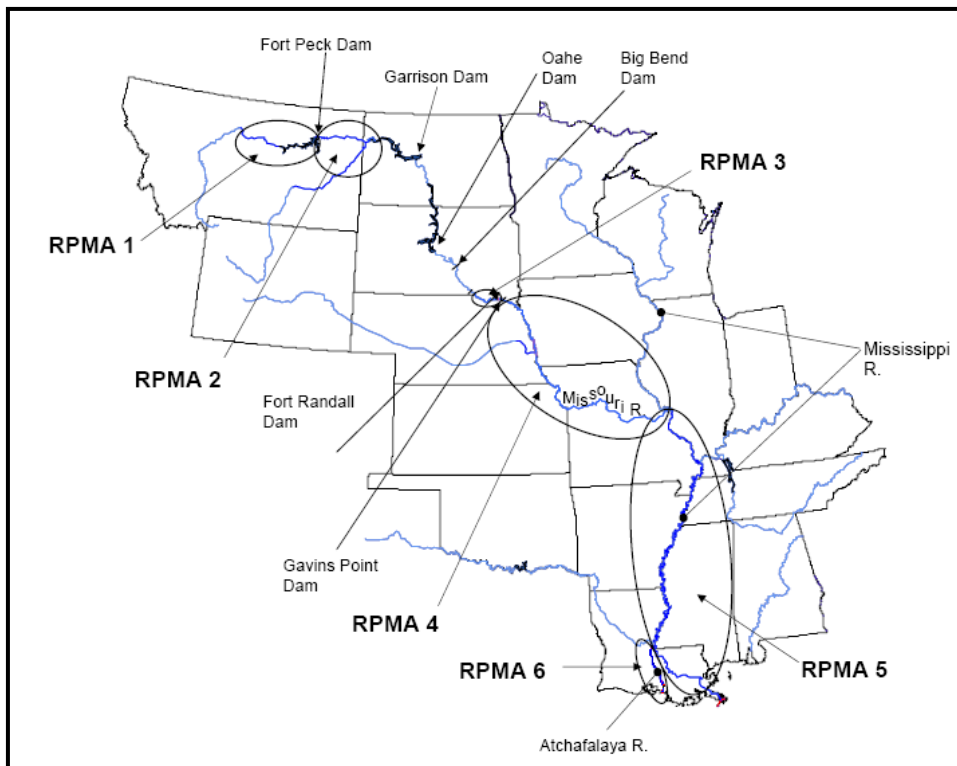 Fort Peck Dam
Garrison Dam
Oahe
Dam
Big Bend
Dam
RPMA 3
RPMA 1
RPMA 2
Mississippi
R.
Fort Randall
Dam
Missouri R.
Gavins Point
Dam
RPMA 4
RPMA 6
RPMA 5
Atchafalaya R.